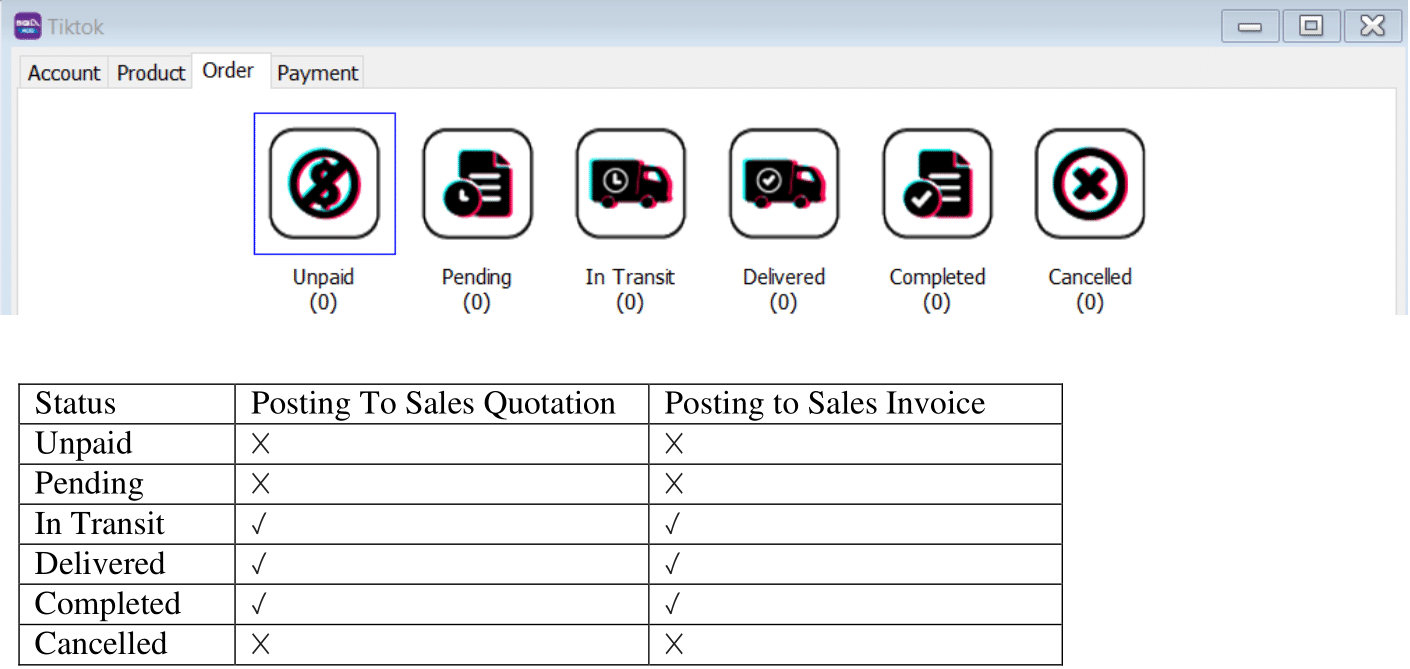 Tiktok
Account Product Order Payment
Unpaid Pending In Transit Delivered Completed Cancelled
(0) (0) (0) (0) (0) (0)
Status Posting To Sales Quotation Posting to Sales Invoice
Unpaid X X
Pending X X
In Transit √ √
Delivered √ √
Completed √ √
Cancelled X X